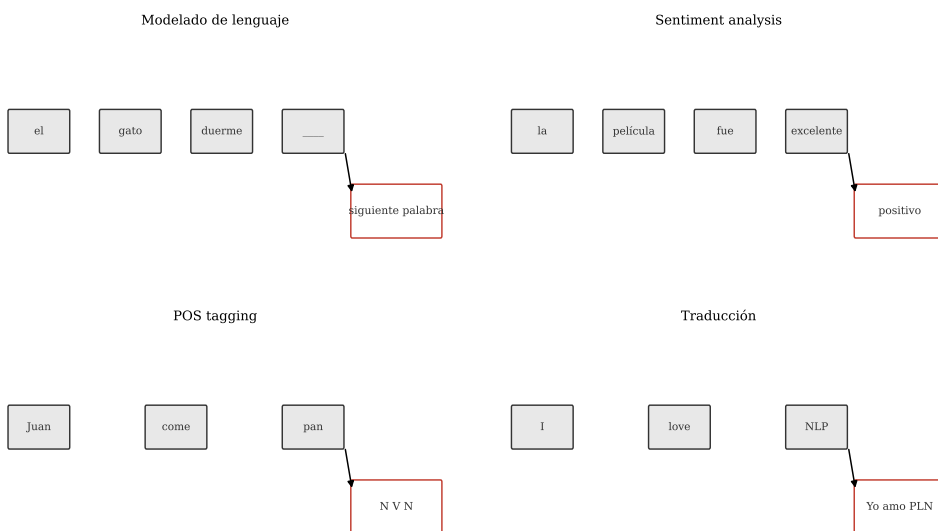 Modelado de lenguaje
el gato duerme ____
siguiente palabra
Sentiment analysis
la película fue excelente
positivo
POS tagging
Juan come pan
N V N
Traducción
I love NLP
Yo amo PLN